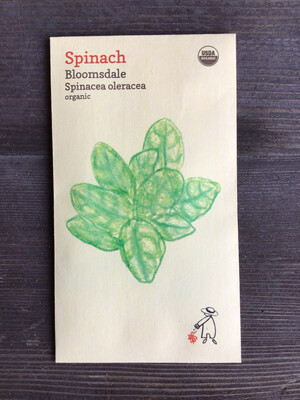 Spinach
Bloomsdale
Spinacea oleracea
organic
USDA
ORGANIC